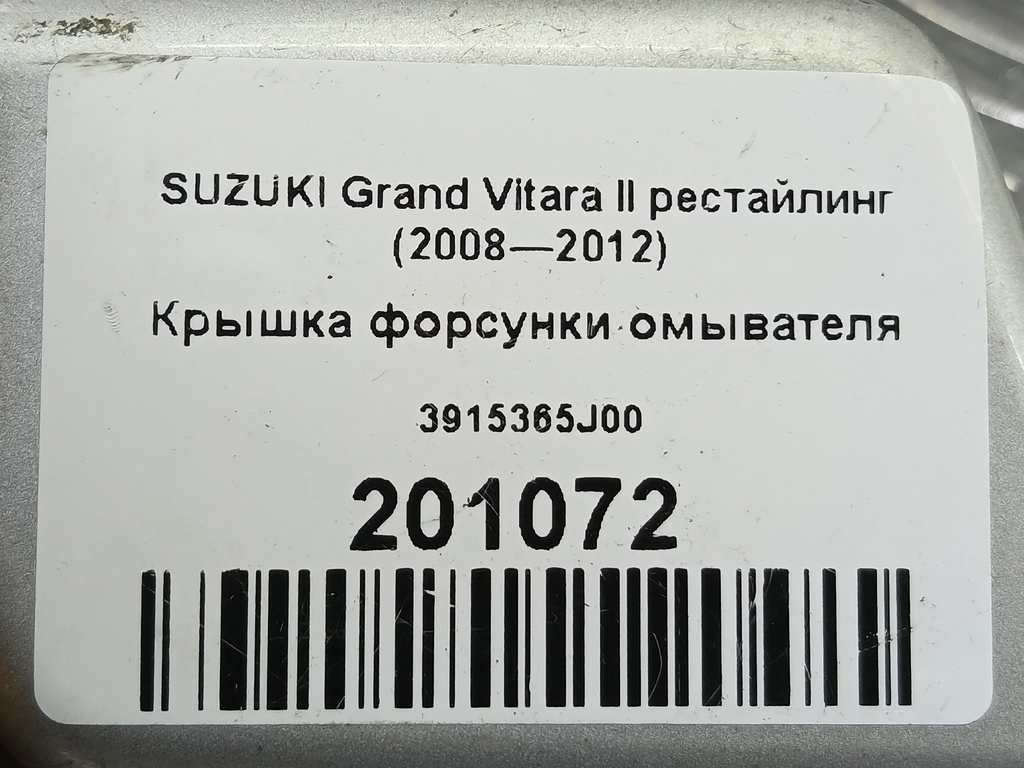 SUZUKI Grand Vitara II рестайлинг
(2008—2012)
Крышка форсунки омывателя
3915365J00
201072